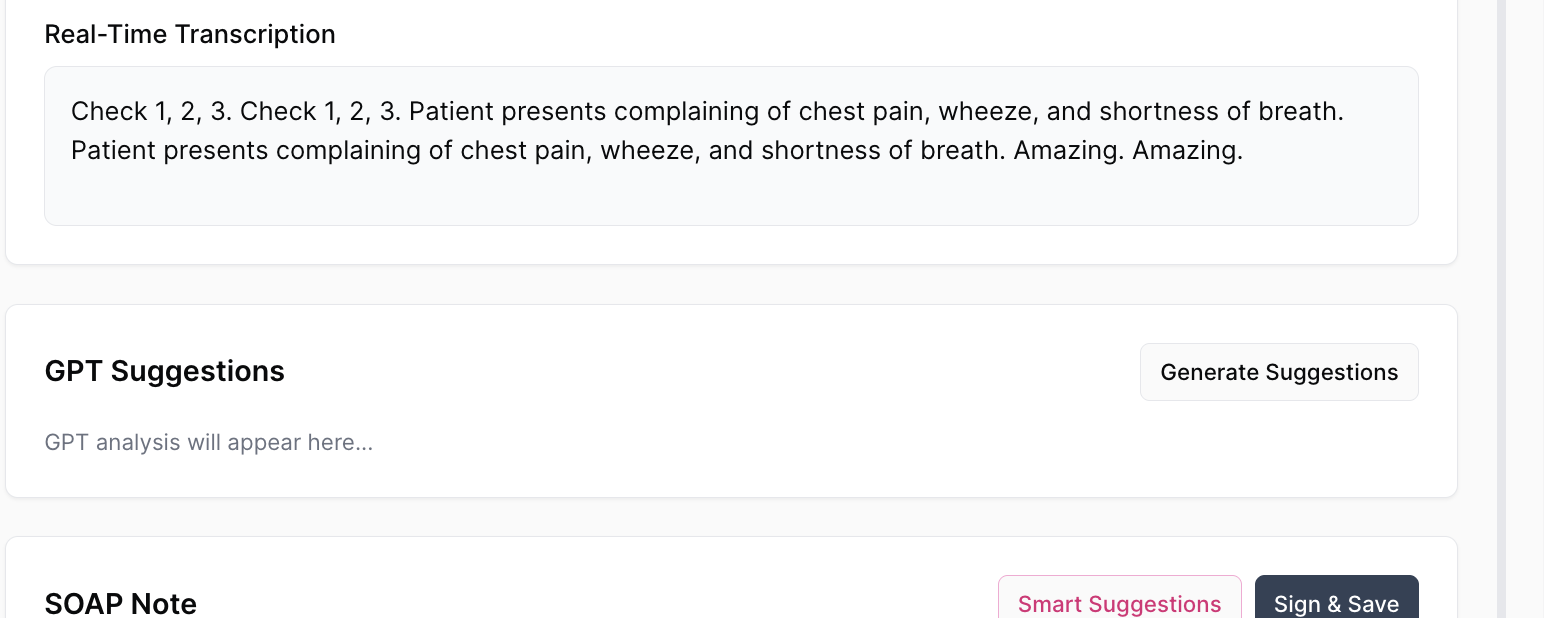 Real-Time Transcription
Check 1, 2, 3. Check 1, 2, 3. Patient presents complaining of chest pain, wheeze, and shortness of breath.
Patient presents complaining of chest pain, wheeze, and shortness of breath. Amazing. Amazing.
GPT Suggestions
Generate Suggestions
GPT analysis will appear here...
SOAP Note
Smart Suggestions
Sign & Save